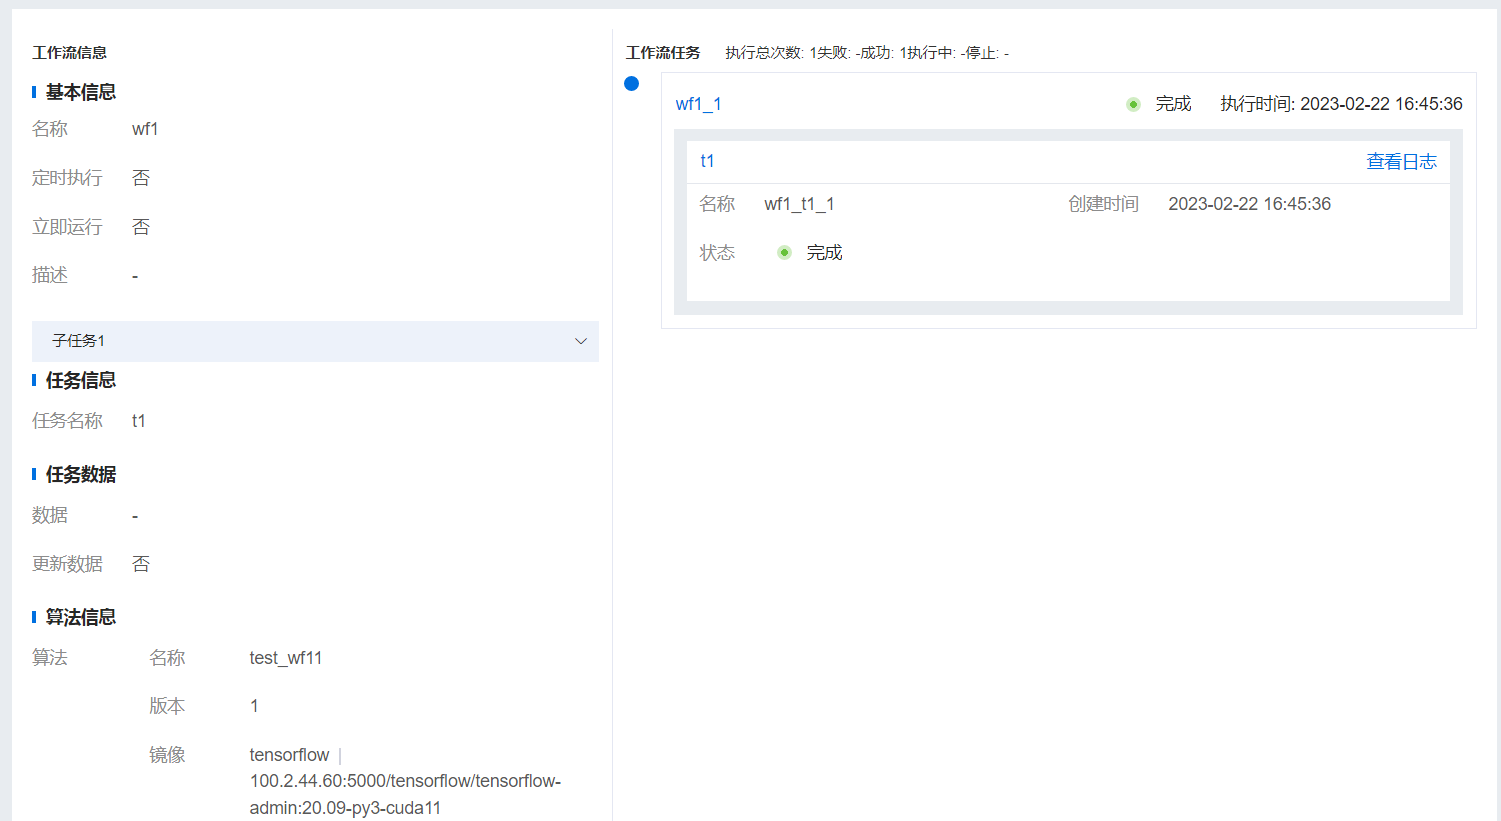 工作流信息
基本信息
名称 wf1
定时执行 否
立即运行 否
描述 -
子任务1
任务信息
任务名称 t1
任务数据
数据 -
更新数据 否
算法信息
算法 名称 test_wf11
版本 1
镜像 tensorflow |
100.2.44.60:5000/tensorflow/tensorflow-
admin:20.09-py3-cuda11
工作流任务 执行总次数: 1失败: -成功: 1执行中: -停止: -
wf1_1 完成 执行时间: 2023-02-22 16:45:36
t1 查看日志
名称 wf1_t1_1 创建时间 2023-02-22 16:45:36
状态 完成